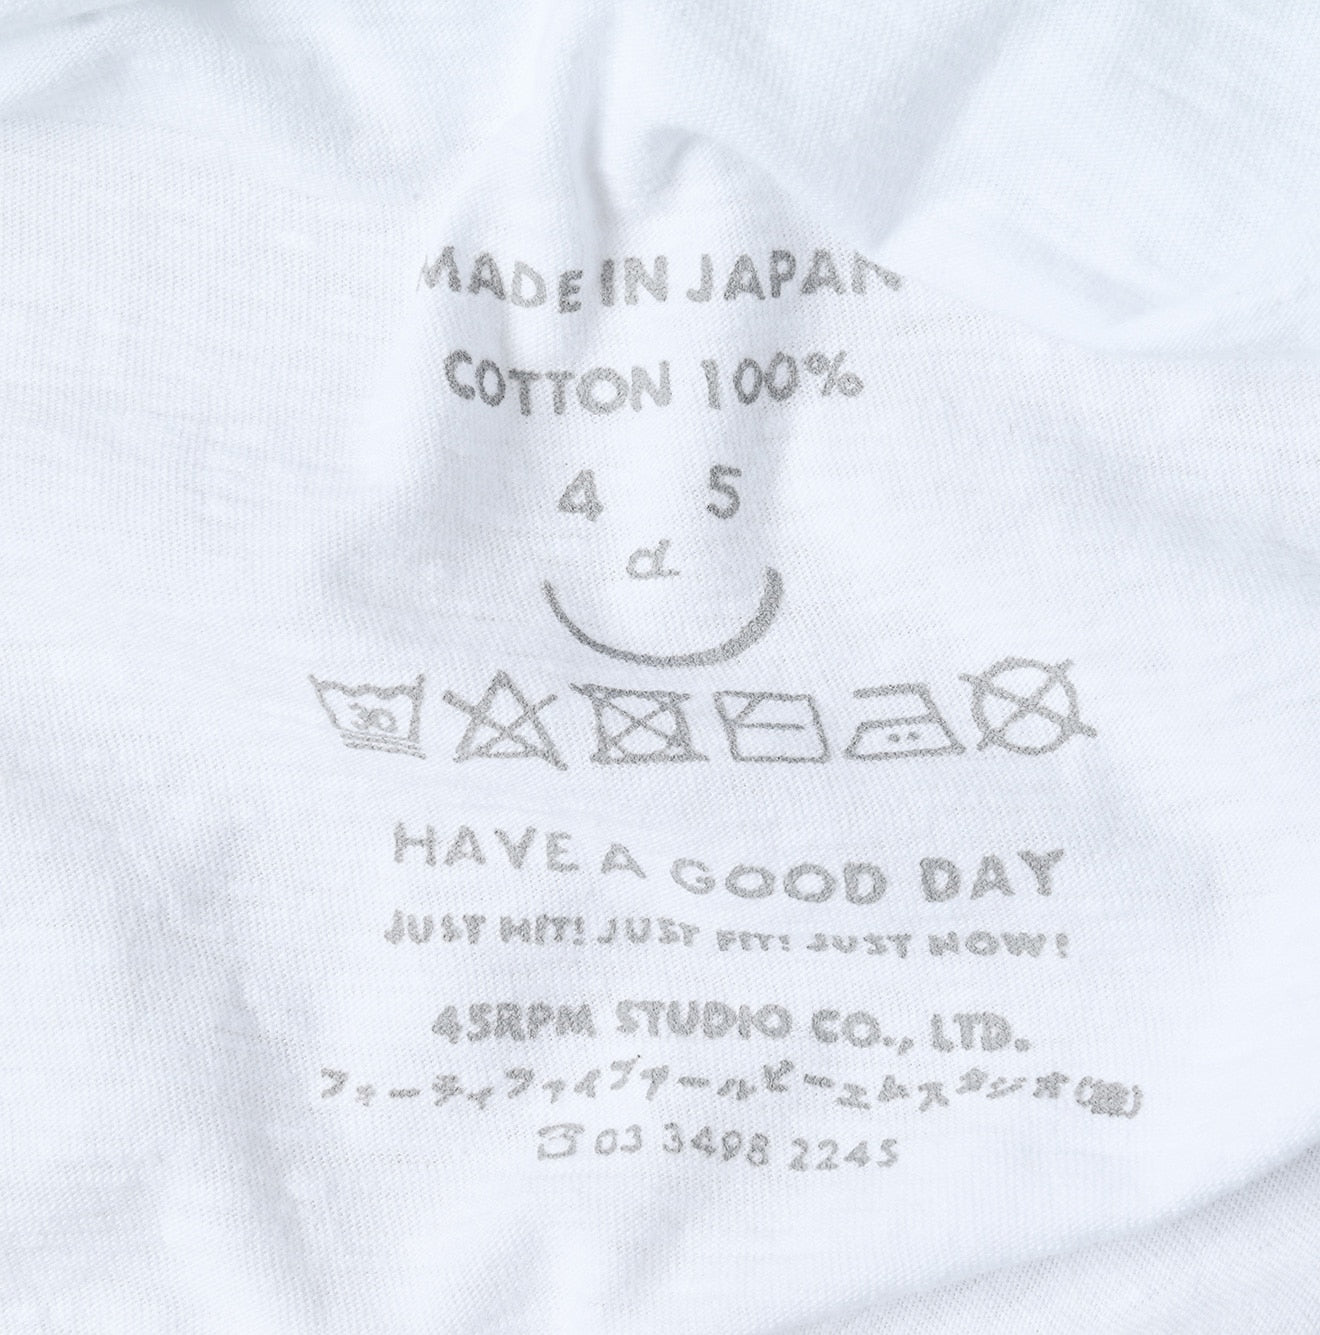 MADE IN JAPAN
COTTON 100%
4 5
d
30
HAVE A GOOD DAY
JUST HIT! JUST FIT! JUST NOW!
45RPM STUDIO CO., LTD.
フォーティファイブアールピーエムスタジオ(株)
☎03 3498 2245